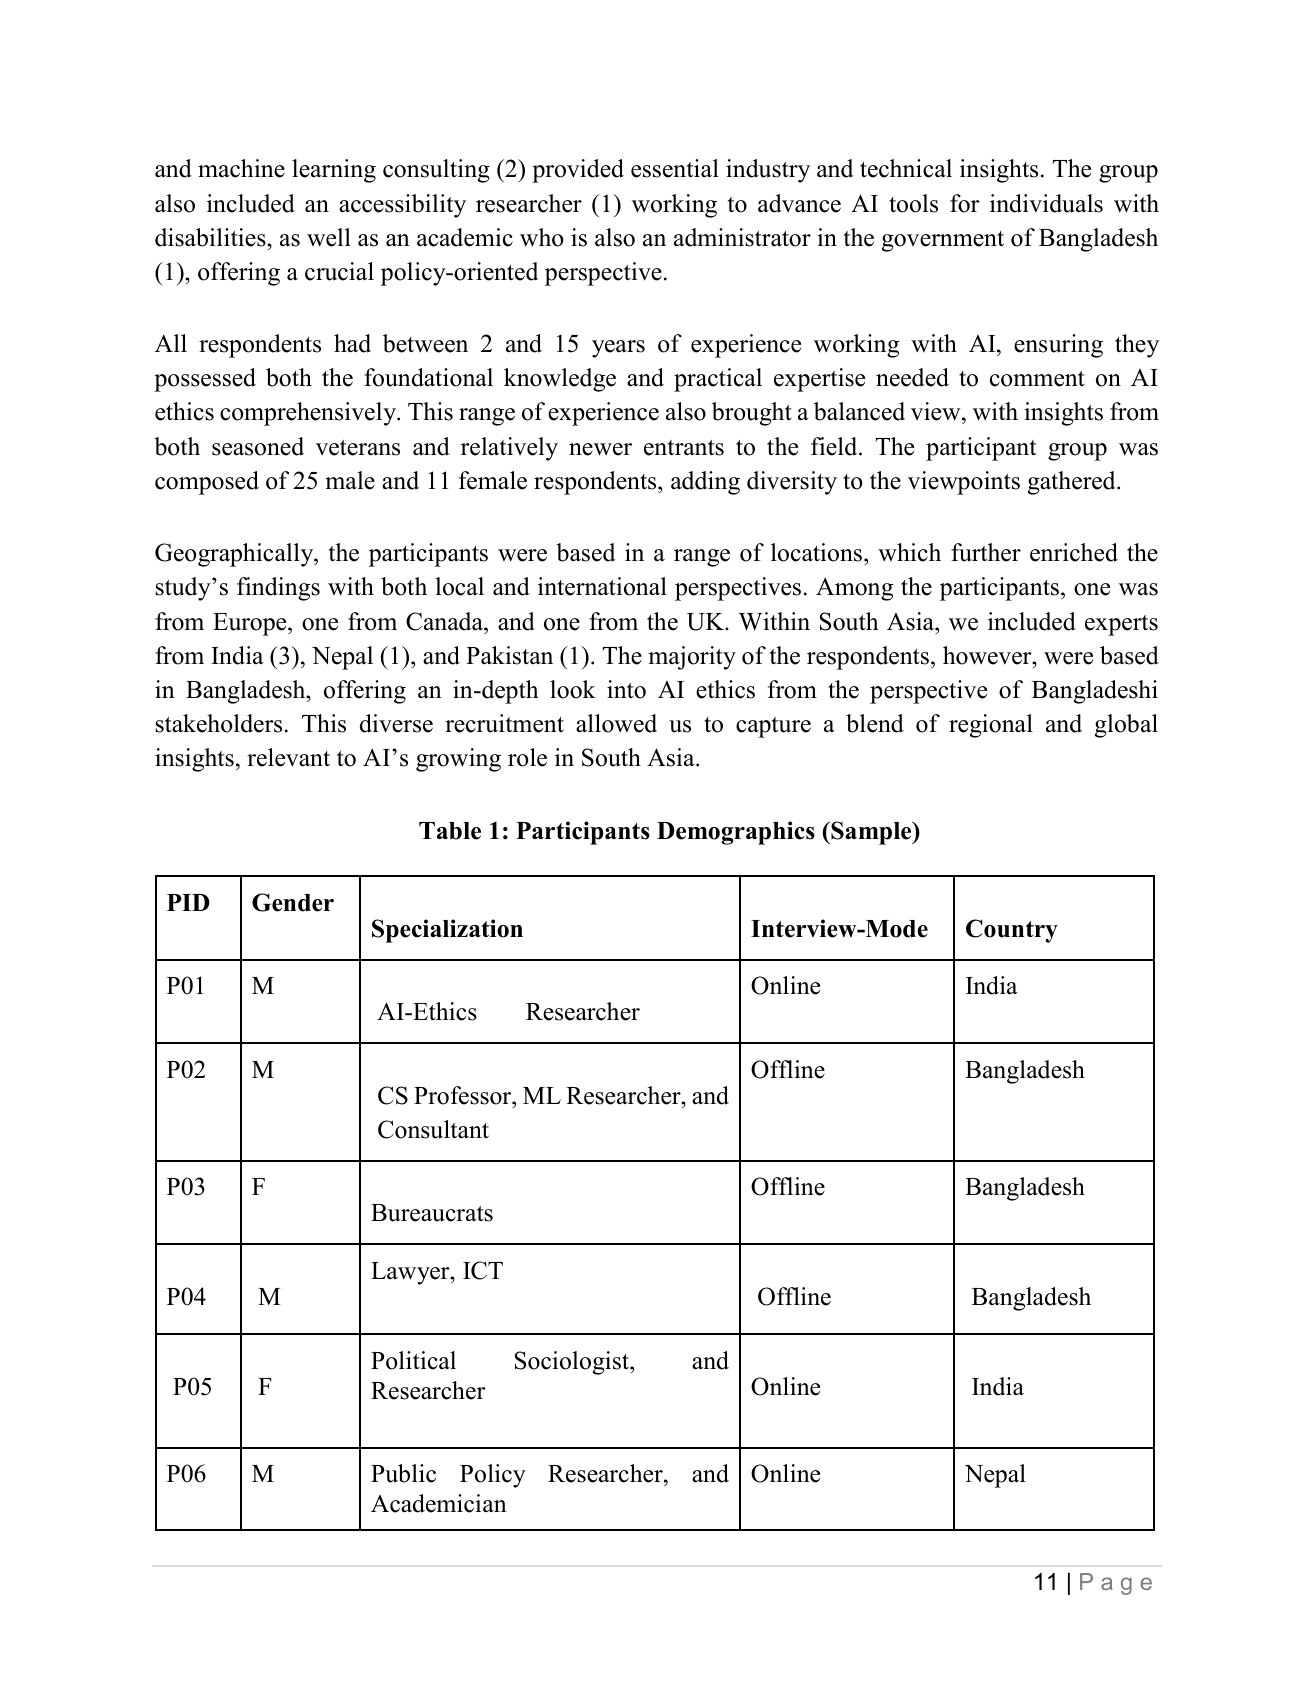 and machine learning consulting (2) provided essential industry and technical insights. The group
also included an accessibility researcher (1) working to advance AI tools for individuals with
disabilities, as well as an academic who is also an administrator in the government of Bangladesh
(1), offering a crucial policy-oriented perspective.
All respondents had between 2 and 15 years of experience working with AI, ensuring they
possessed both the foundational knowledge and practical expertise needed to comment on AI
ethics comprehensively. This range of experience also brought a balanced view, with insights from
both seasoned veterans and relatively newer entrants to the field. The participant group was
composed of 25 male and 11 female respondents, adding diversity to the viewpoints gathered.
Geographically, the participants were based in a range of locations, which further enriched the
study’s findings with both local and international perspectives. Among the participants, one was
from Europe, one from Canada, and one from the UK. Within South Asia, we included experts
from India (3), Nepal (1), and Pakistan (1). The majority of the respondents, however, were based
in Bangladesh, offering an in-depth look into AI ethics from the perspective of Bangladeshi
stakeholders. This diverse recruitment allowed us to capture a blend of regional and global
insights, relevant to AI’s growing role in South Asia.
Table 1: Participants Demographics (Sample)
PID Gender Specialization Interview-Mode Country
P01 M AI-Ethics Researcher Online India
P02 M CS Professor, ML Researcher, and Offline Bangladesh
Consultant
P03 F Bureaucrats Offline Bangladesh
P04 M Lawyer, ICT Offline Bangladesh
P05 F Political Sociologist, and Online India
Researcher
P06 M Public Policy Researcher, and Online Nepal
Academician
11 | Page